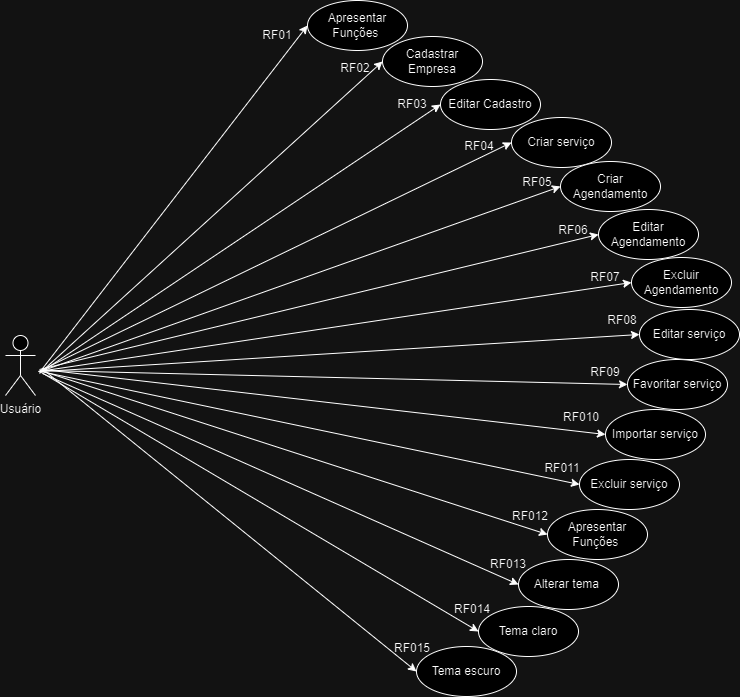 RF01
Apresentar
Funções
RF02
Cadastrar
Empresa
RF03
Editar Cadastro
RF04
Criar serviço
RF05
Criar
Agendamento
RF06
Editar
Agendamento
RF07
Excluir
Agendamento
RF08
Editar serviço
RF09
Favoritar serviço
Usuário
RF010
Importar serviço
RF011
Excluir serviço
RF012
Apresentar
Funções
RF013
Alterar tema
RF014
Tema claro
RF015
Tema escuro